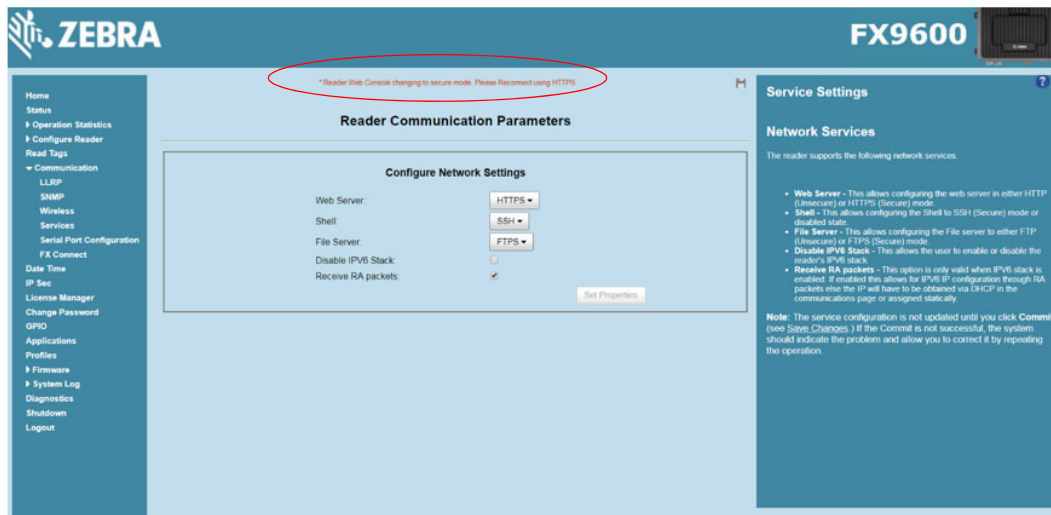 ZEBRA
FX9600
* Reader Web Console changing to secure mode. Please Reconnect using HTTPS.
Home
Status
Operation Statistics
Configure Reader
Read Tags
Communication
LLRP
SNMP
Wireless
Services
Serial Port Configuration
FX Connect
Date Time
IP Sec
License Manager
Change Password
GPIO
Applications
Profiles
Firmware
System Log
Diagnostics
Shutdown
Logout
Reader Communication Parameters
Configure Network Settings
Web Server: HTTPS
Shell: SSH
File Server: FTPS
Disable IPV6 Stack:
Receive RA packets:
Set Properties
?
Service Settings
Network Services
The reader supports the following network services.
• Web Server - This allows configuring the web server in either HTTP
(Unsecure) or HTTPS (Secure) mode.
• Shell - This allows configuring the Shell to SSH (Secure) mode or
disabled state.
• File Server - This allows configuring the File server to either FTP
(Unsecure) or FTPS (Secure) mode.
• Disable IPV6 Stack - This allows the user to enable or disable the
reader's IPV6 stack.
• Receive RA packets - This option is only valid when IPV6 stack is
enabled. If enabled this allows for IPV6 IP configuration through RA
packets else the IP will have to be obtained via DHCP in the
communications page or assigned statically.
Note: The service configuration is not updated until you click Commit
(see Save Changes.) If the Commit is not successful, the system
should indicate the problem and allow you to correct it by repeating
the operation.